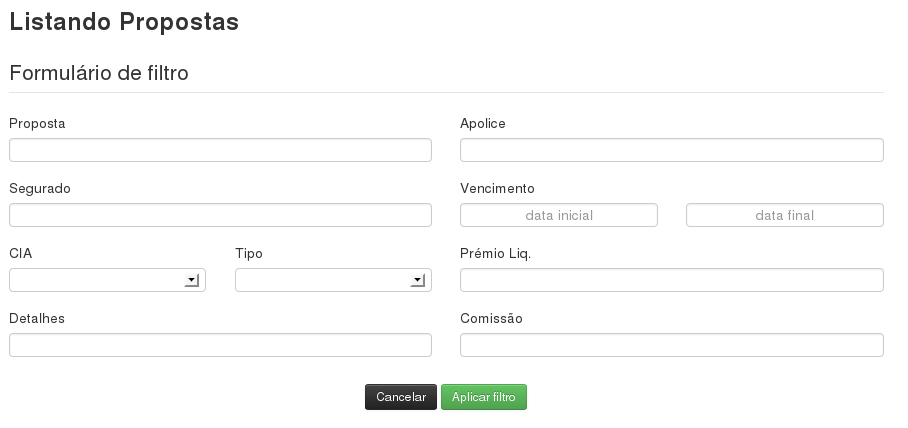 Listando Propostas
Formulário de filtro
Proposta
Apolice
Segurado
Vencimento
data inicial
data final
CIA
Tipo
Prémio Liq.
Detalhes
Comissão
Cancelar
Aplicar filtro